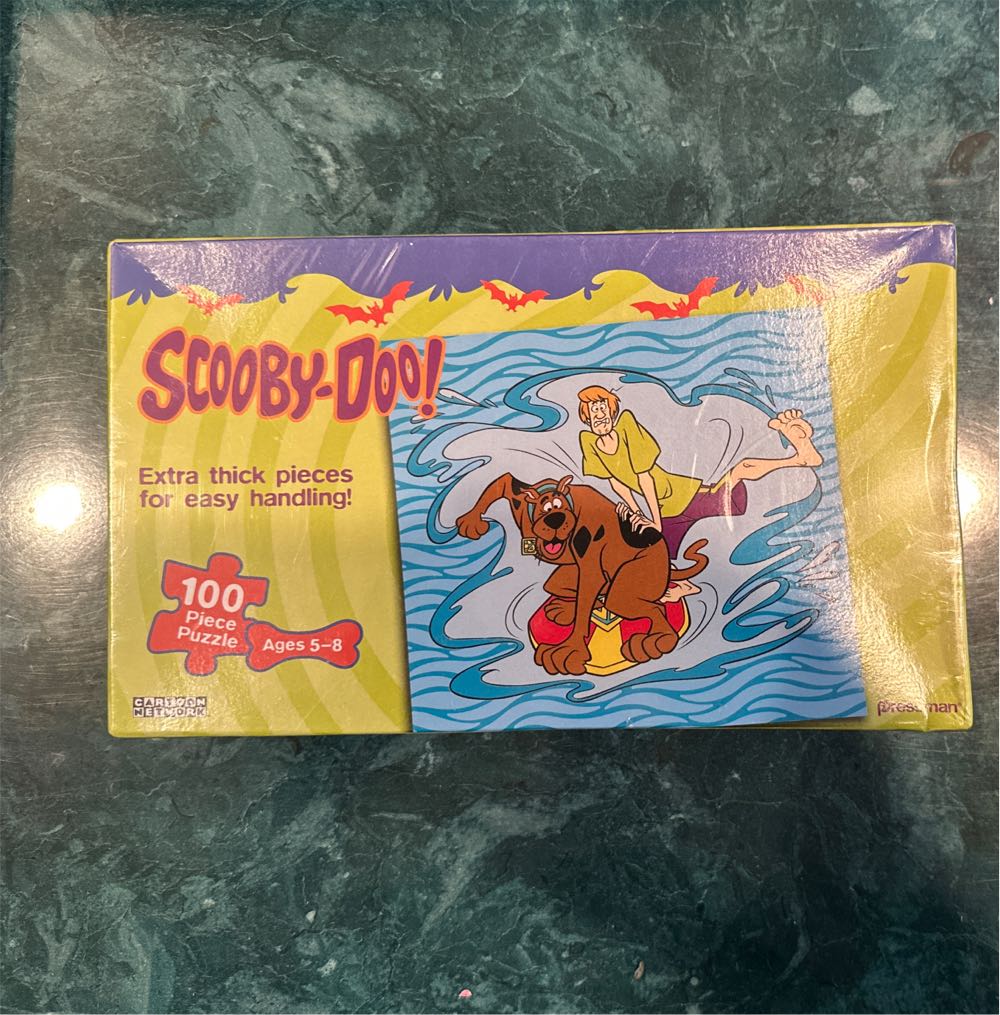 SCOOBY-DOO!
Extra thick pieces
for easy handling!
100
Piece
Puzzle
Ages 5-8
CARTOON
NETWORK
pressman